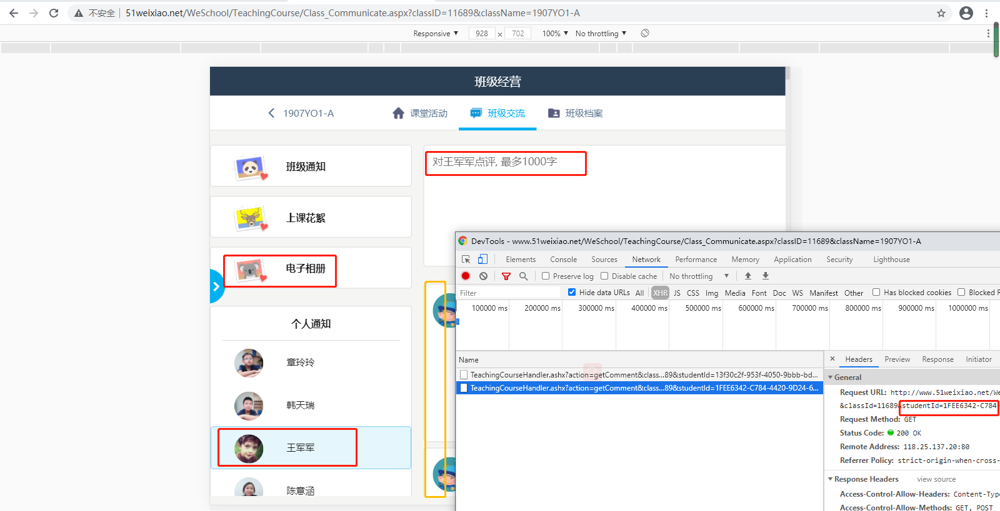 不安全 51weixiao.net/WeSchool/TeachingCourse/Class_Communicate.aspx?classID=11689&className=1907YO1-A
Responsive 928 × 702 100% No throttling
班级经营
1907YO1-A 课堂活动 班级交流 班级档案
班级通知
上课花絮
电子相册
个人通知
章玲玲
韩天瑞
王军军
陈意涵
对王军军点评, 最多1000字
DevTools - www.51weixiao.net/WeSchool/TeachingCourse/Class_Communicate.aspx?classID=11689&className=1907YO1-A
Elements Console Sources Network Performance Memory Application Security Lighthouse
Preserve log Disable cache No throttling
Filter Hide data URLs All XHR JS CSS Img Media Font Doc WS Manifest Other Has blocked cookies Blocked R
100000 ms 200000 ms 300000 ms 400000 ms 500000 ms 600000 ms 700000 ms 800000 ms 900000 ms 1000000 ms
Name
TeachingCourseHandler.ashx?action=getComment&class...89&studentId=13f30c2f-953f-4050-9bbb-bd...
TeachingCourseHandler.ashx?action=getComment&class...89&studentId=1FEE6342-C784-4420-9D24-6...
× Headers Preview Response Initiator
General
Request URL: http://www.51weixiao.net/We
&classId=11689&studentId=1FEE6342-C784-
Request Method: GET
Status Code: 200 OK
Remote Address: 118.25.137.20:80
Referrer Policy: strict-origin-when-cross-
Response Headers view source
Access-Control-Allow-Headers: Content-Type
Access-Control-Allow-Methods: GET, POST